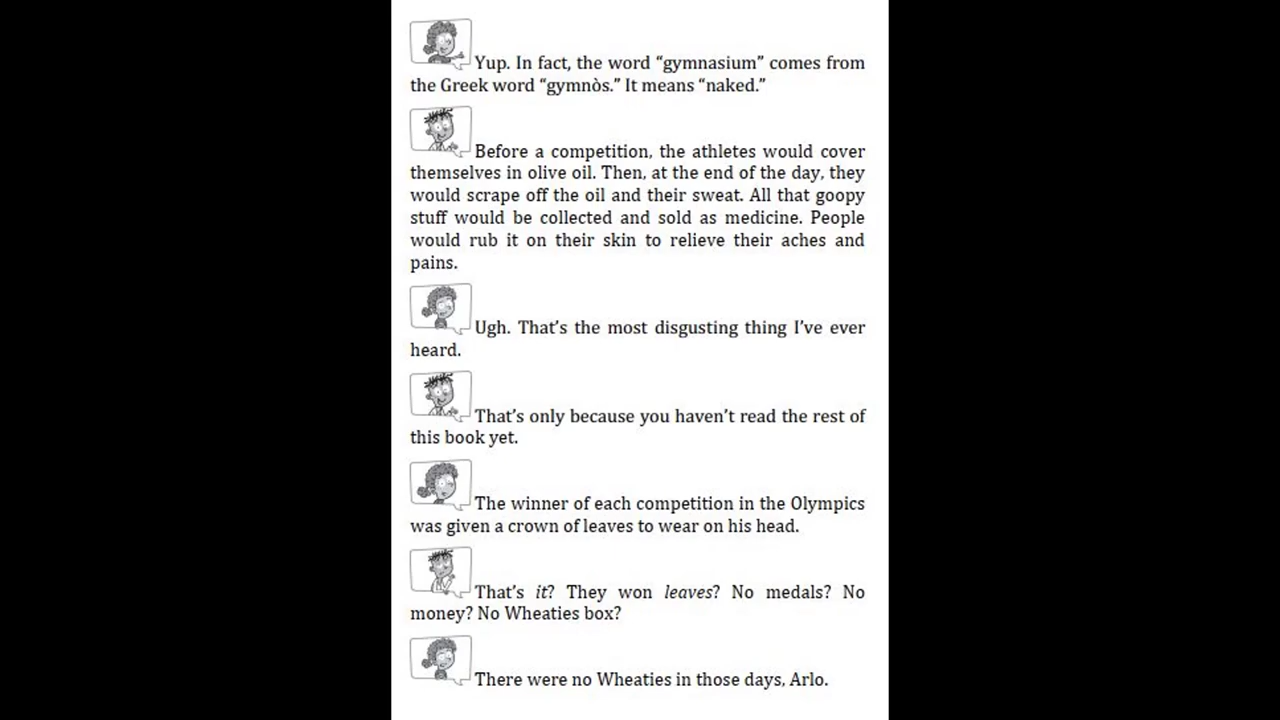 Yup. In fact, the word “gymnasium” comes from
the Greek word “gymnòs.” It means “naked.”
Before a competition, the athletes would cover
themselves in olive oil. Then, at the end of the day, they
would scrape off the oil and their sweat. All that goopy
stuff would be collected and sold as medicine. People
would rub it on their skin to relieve their aches and
pains.
Ugh. That’s the most disgusting thing I’ve ever
heard.
That’s only because you haven’t read the rest of
this book yet.
The winner of each competition in the Olympics
was given a crown of leaves to wear on his head.
That’s it? They won leaves? No medals? No
money? No Wheaties box?
There were no Wheaties in those days, Arlo.